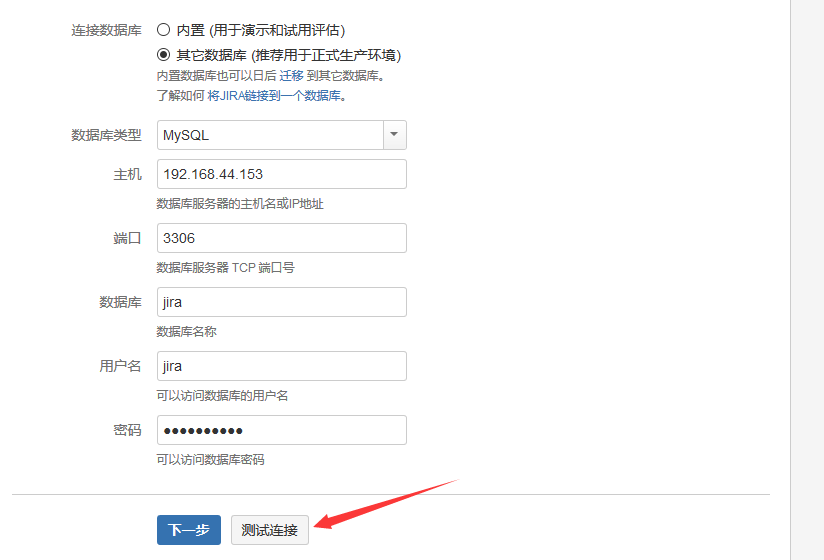 连接数据库 内置 (用于演示和试用评估)
其它数据库 (推荐用于正式生产环境)
内置数据库也可以日后 迁移 到其它数据库。
了解如何 将JIRA链接到一个数据库。
数据库类型 MySQL
主机 192.168.44.153
数据库服务器的主机名或IP地址
端口 3306
数据库服务器 TCP 端口号
数据库 jira
数据库名称
用户名 jira
可以访问数据库的用户名
密码 ●●●●●●●●●●
可以访问数据库密码
下一步 测试连接